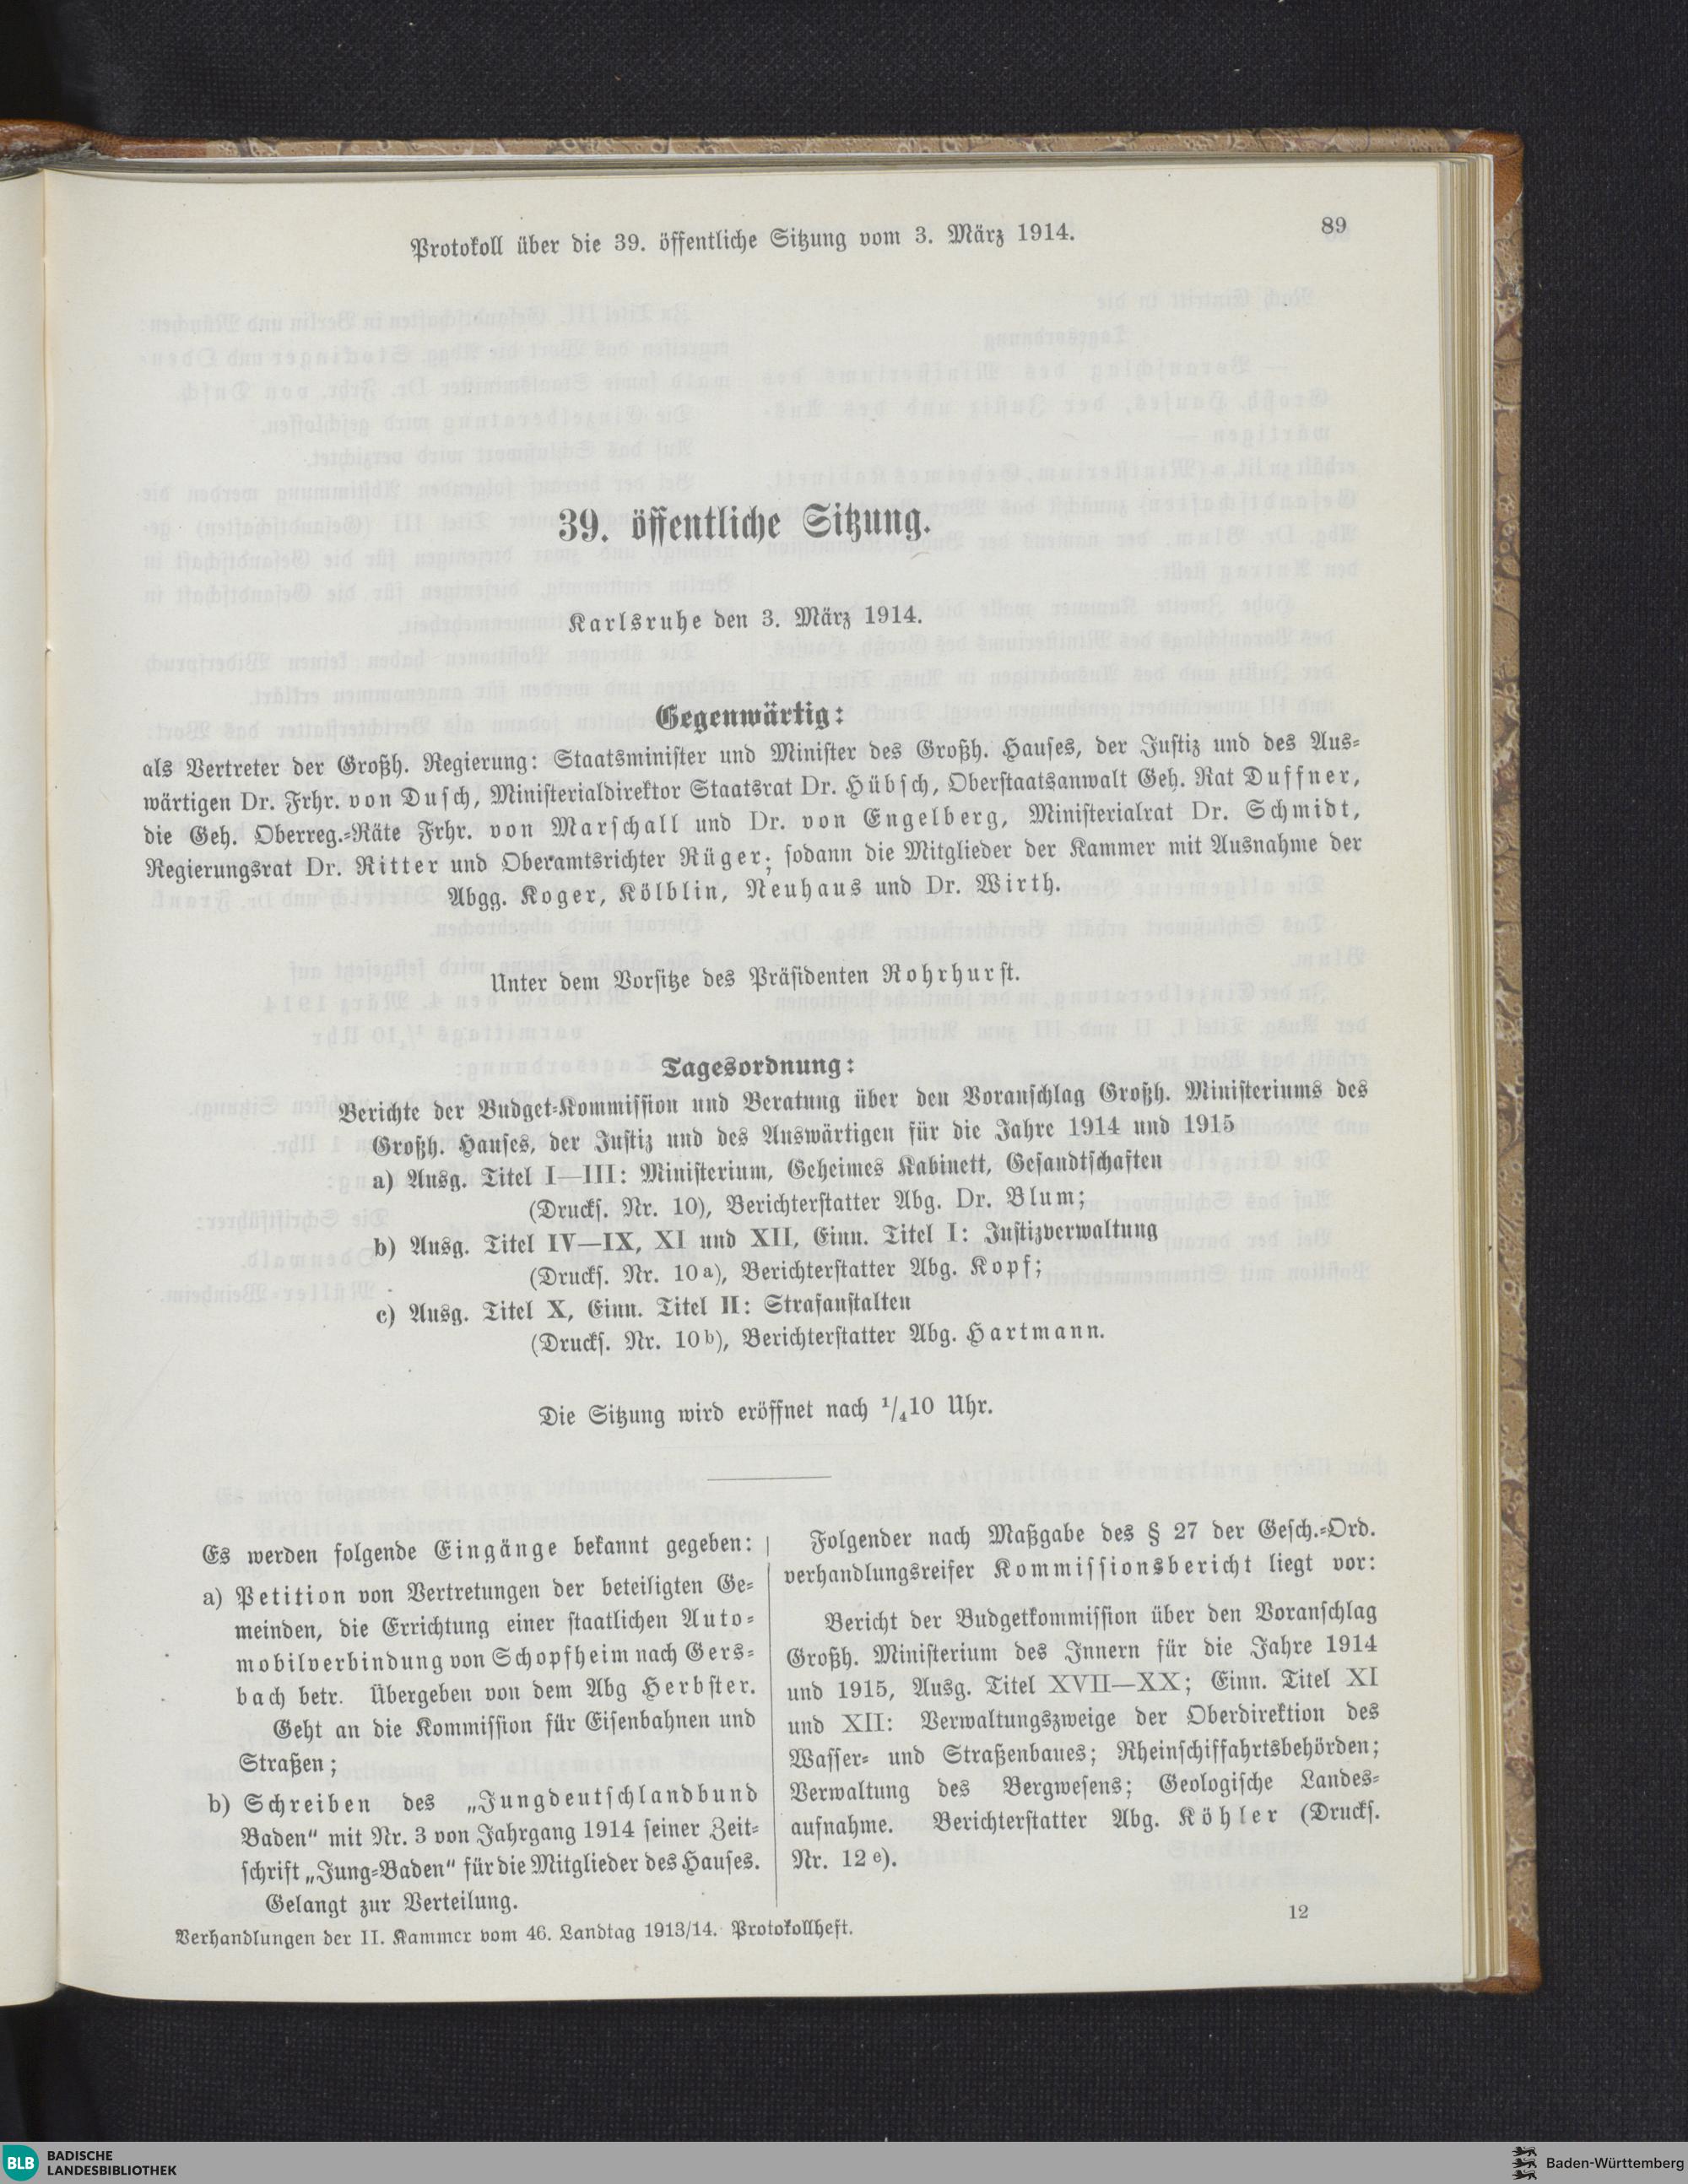 Protokoll über die 39. öffentliche Sitzung vom 3. März 1914.
89
39. öffentliche Sitzung.
Karlsruhe den 3. März 1914.
Gegenwärtig:
als Vertreter der Großh. Regierung: Staatsminister und Minister des Großh. Hauses, der Justiz und des Aus-
wärtigen Dr. Frhr. von Dusch, Ministerialdirektor Staatsrat Dr. Hübsch, Oberstaatsanwalt Geh. Rat Duffner,
die Geh. Oberreg.-Räte Frhr. von Marschall und Dr. von Engelberg, Ministerialrat Dr. Schmidt,
Regierungsrat Dr. Ritter und Oberamtsrichter Rüger; sodann die Mitglieder der Kammer mit Ausnahme der
Abgg. Koger, Kölblin, Neuhaus und Dr. Wirth.
Unter dem Vorsitze des Präsidenten Rohrhurst.
Tagesordnung:
Berichte der Budget-Kommission und Beratung über den Voranschlag Großh. Ministeriums des
Großh. Hauses, der Justiz und des Auswärtigen für die Jahre 1914 und 1915
a) Ausg. Titel I—III: Ministerium, Geheimes Kabinett, Gesandtschaften
(Drucks. Nr. 10), Berichterstatter Abg. Dr. Blum;
b) Ausg. Titel IV—IX, XI und XII, Einn. Titel I: Justizverwaltung
(Drucks. Nr. 10a), Berichterstatter Abg. Kopf;
c) Ausg. Titel X, Einn. Titel II: Strafanstalten
(Drucks. Nr. 10b), Berichterstatter Abg. Hartmann.
Die Sitzung wird eröffnet nach 1/4 10 Uhr.
Es werden folgende Eingänge bekannt gegeben:
a) Petition von Vertretungen der beteiligten Ge-
meinden, die Errichtung einer staatlichen Auto-
mobilverbindung von Schopfheim nach Gers-
bach betr. Übergeben von dem Abg Herbster.
Geht an die Kommission für Eisenbahnen und
Straßen;
b) Schreiben des „Jungdeutschlandbund
Baden“ mit Nr. 3 von Jahrgang 1914 seiner Zeit-
schrift „Jung-Baden“ für die Mitglieder des Hauses.
Gelangt zur Verteilung.
Folgender nach Maßgabe des § 27 der Gesch.-Ord.
verhandlungsreifer Kommissionsbericht liegt vor:
Bericht der Budgetkommission über den Voranschlag
Großh. Ministerium des Innern für die Jahre 1914
und 1915, Ausg. Titel XVII—XX; Einn. Titel XI
und XII: Verwaltungszweige der Oberdirektion des
Wasser- und Straßenbaues; Rheinschiffahrtsbehörden;
Verwaltung des Bergwesens; Geologische Landes-
aufnahme. Berichterstatter Abg. Köhler (Drucks.
Nr. 12e).
Verhandlungen der II. Kammer vom 46. Landtag 1913/14. Protokollheft.
12
BLB BADISCHE
LANDESBIBLIOTHEK
Baden-Württemberg